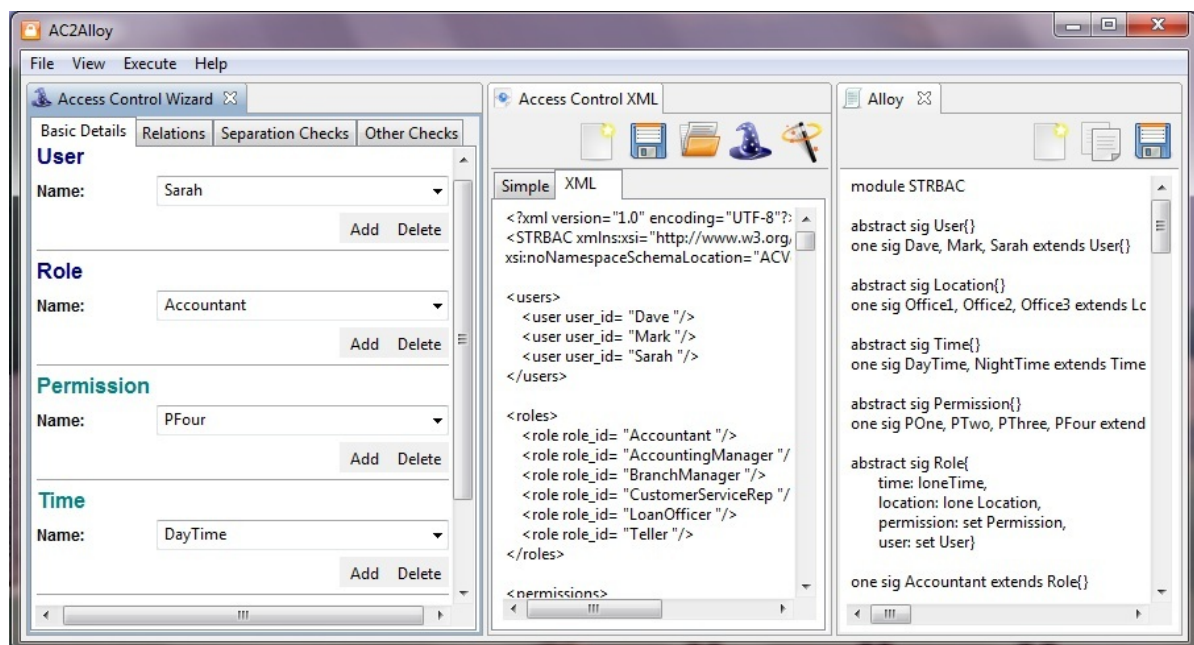 AC2Alloy
File View Execute Help
Access Control Wizard
Basic Details Relations Separation Checks Other Checks
User
Name: Sarah
Add Delete
Role
Name: Accountant
Add Delete
Permission
Name: PFour
Add Delete
Time
Name: DayTime
Add Delete
Access Control XML
Simple XML
<?xml version="1.0" encoding="UTF-8"?>
<STRBAC xmlns:xsi="http://www.w3.org/
xsi:noNamespaceSchemaLocation="ACV
<users>
<user user_id= "Dave "/>
<user user_id= "Mark "/>
<user user_id= "Sarah "/>
</users>
<roles>
<role role_id= "Accountant "/>
<role role_id= "AccountingManager "/
<role role_id= "BranchManager "/>
<role role_id= "CustomerServiceRep "/
<role role_id= "LoanOfficer "/>
<role role_id= "Teller "/>
</roles>
<permissions>
Alloy
module STRBAC
abstract sig User{}
one sig Dave, Mark, Sarah extends User{}
abstract sig Location{}
one sig Office1, Office2, Office3 extends Lc
abstract sig Time{}
one sig DayTime, NightTime extends Time
abstract sig Permission{}
one sig POne, PTwo, PThree, PFour extend
abstract sig Role{
time: loneTime,
location: lone Location,
permission: set Permission,
user: set User}
one sig Accountant extends Role{}